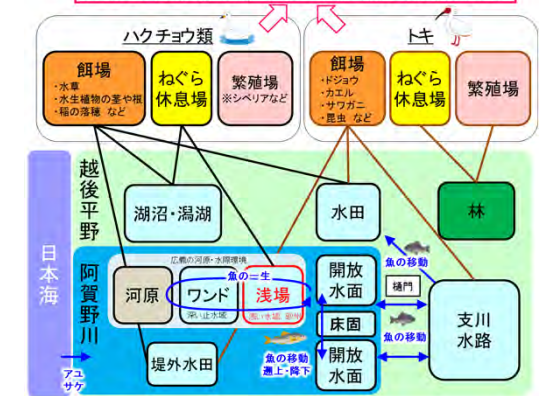 ハクチョウ類
トキ
餌場
・水草
・水生植物の茎や根
・稲の落穂 など
ねぐら
休息場
繁殖場
※シベリアなど
餌場
・ドジョウ
・カエル
・サワガニ
・昆虫 など
ねぐら
休息場
繁殖場
越後平野
湖沼・潟湖
水田
林
日本海
阿賀野川
広義の河原・水際環境
魚の一生
河原
ワンド
深い止水域
浅場
開放
水面
床固
開放
水面
魚の移動
樋門
魚の移動
支川
水路
魚の移動
遡上・降下
堤外水田
アユ
サケ